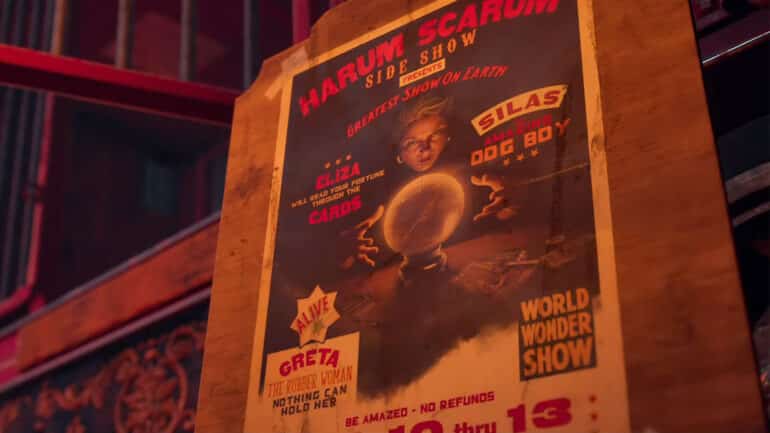 HARUM SCARUM
SIDE SHOW
PRESENTS
GREATEST SHOW ON EARTH
SILAS
AMAZING
DOG BOY
ELIZA
WILL READ YOUR FORTUNE
THROUGH THE
CARDS
ALIVE
GRETA
THE RUBBER WOMAN
NOTHING CAN
HOLD HER
WORLD
WONDER
SHOW
BE AMAZED - NO REFUNDS
thru 13